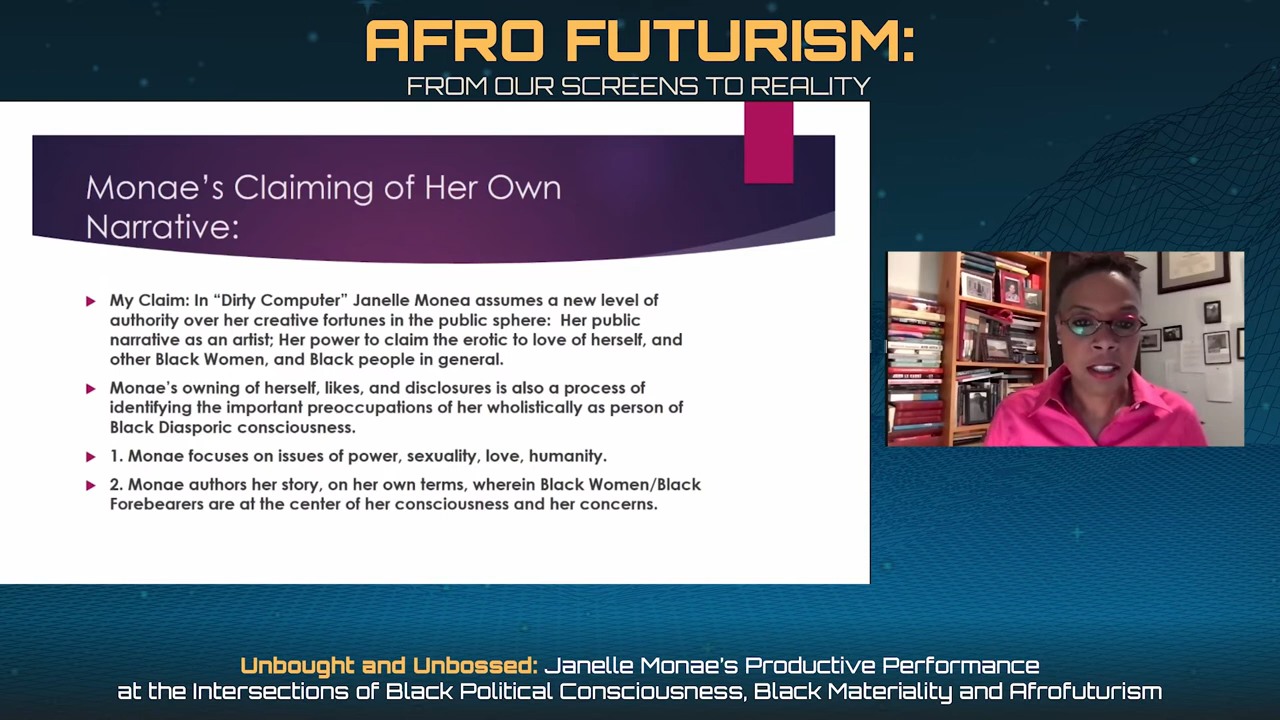 AFRO FUTURISM:
FROM OUR SCREENS TO REALITY
Monae's Claiming of Her Own
Narrative:
My Claim: In “Dirty Computer” Janelle Monea assumes a new level of
authority over her creative fortunes in the public sphere: Her public
narrative as an artist; Her power to claim the erotic to love of herself, and
other Black Women, and Black people in general.
Monae's owning of herself, likes, and disclosures is also a process of
identifying the important preoccupations of her wholistically as person of
Black Diasporic consciousness.
1. Monae focuses on issues of power, sexuality, love, humanity.
2. Monae authors her story, on her own terms, wherein Black Women/Black
Forebearers are at the center of her consciousness and her concerns.
Unbought and Unbossed: Janelle Monae's Productive Performance
at the Intersections of Black Political Consciousness, Black Materiality and Afrofuturism